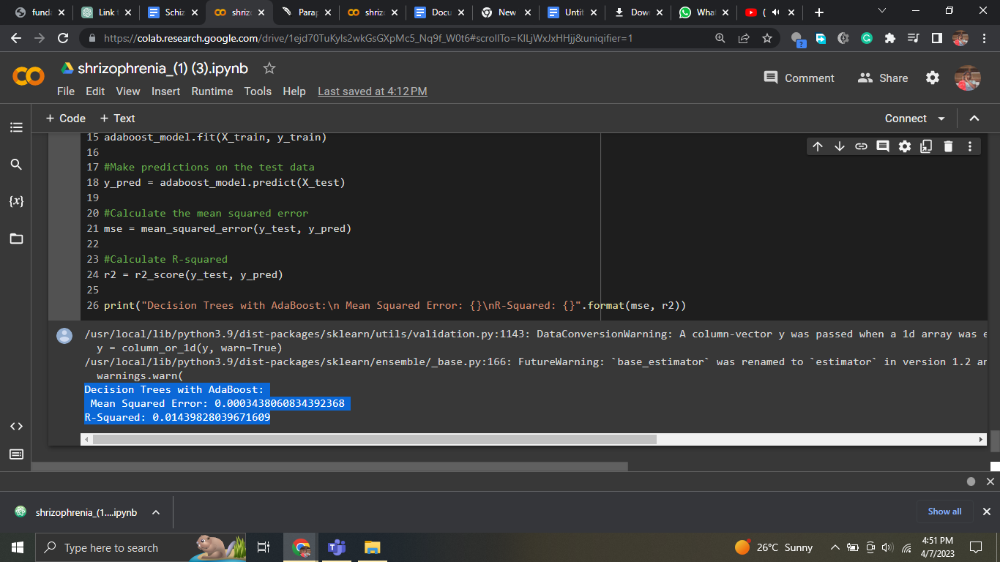 funda
Link t
Schiz
shrizo
Parap
shrizo
Docu
New
Untit
Dow
What
(
https://colab.research.google.com/drive/1ejd70TuKyIs2wkGsGXpMc5_Nq9f_W0t6#scrollTo=KlLjWxJxHHjj&uniqifier=1
shrizophrenia_(1) (3).ipynb
Comment
Share
File Edit View Insert Runtime Tools Help Last saved at 4:12 PM
+ Code + Text
Connect
15 adaboost_model.fit(X_train, y_train)
16
17 #Make predictions on the test data
18 y_pred = adaboost_model.predict(X_test)
19
20 #Calculate the mean squared error
21 mse = mean_squared_error(y_test, y_pred)
22
23 #Calculate R-squared
24 r2 = r2_score(y_test, y_pred)
25
26 print("Decision Trees with AdaBoost:\n Mean Squared Error: {}\nR-Squared: {}".format(mse, r2))
/usr/local/lib/python3.9/dist-packages/sklearn/utils/validation.py:1143: DataConversionWarning: A column-vector y was passed when a 1d array was e
y = column_or_1d(y, warn=True)
/usr/local/lib/python3.9/dist-packages/sklearn/ensemble/_base.py:166: FutureWarning: `base_estimator` was renamed to `estimator` in version 1.2 an
warnings.warn(
Decision Trees with AdaBoost:
Mean Squared Error: 0.0003438060834392368
R-Squared: 0.01439828039671609
shrizophrenia_(1....ipynb
Show all
Type here to search
26°C Sunny
4:51 PM
4/7/2023